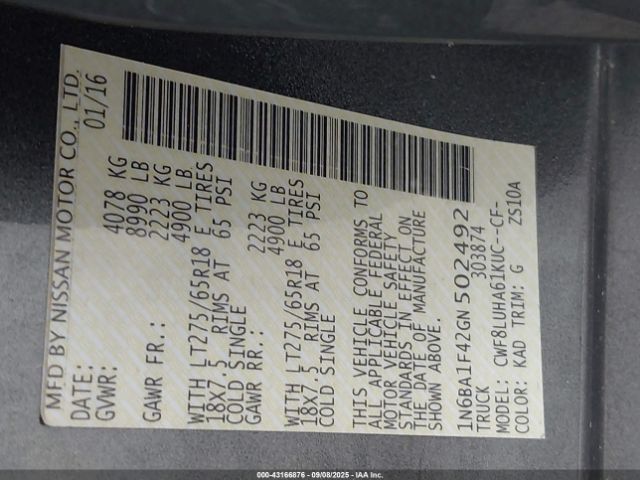 MFD BY NISSAN MOTOR CO., LTD.
DATE: 01/16
GVWR: 4078 KG
8990 LB
GAWR FR.: 2223 KG
4900 LB
WITH LT275/65R18 E TIRES
18X7.5 RIMS AT 65 PSI
COLD SINGLE
GAWR RR.: 2223 KG
4900 LB
WITH LT275/65R18 E TIRES
18X7.5 RIMS AT 65 PSI
COLD SINGLE
THIS VEHICLE CONFORMS TO
ALL APPLICABLE FEDERAL
MOTOR VEHICLE SAFETY
STANDARDS IN EFFECT ON
THE DATE OF MANUFACTURE
SHOWN ABOVE.
1N6BA1F42GN502492
TRUCK 303874
MODEL: CWF8LUHA61KUC--CF-
COLOR: KAD TRIM: G ZS10A
000-43166876 - 09/08/2025 - IAA Inc.